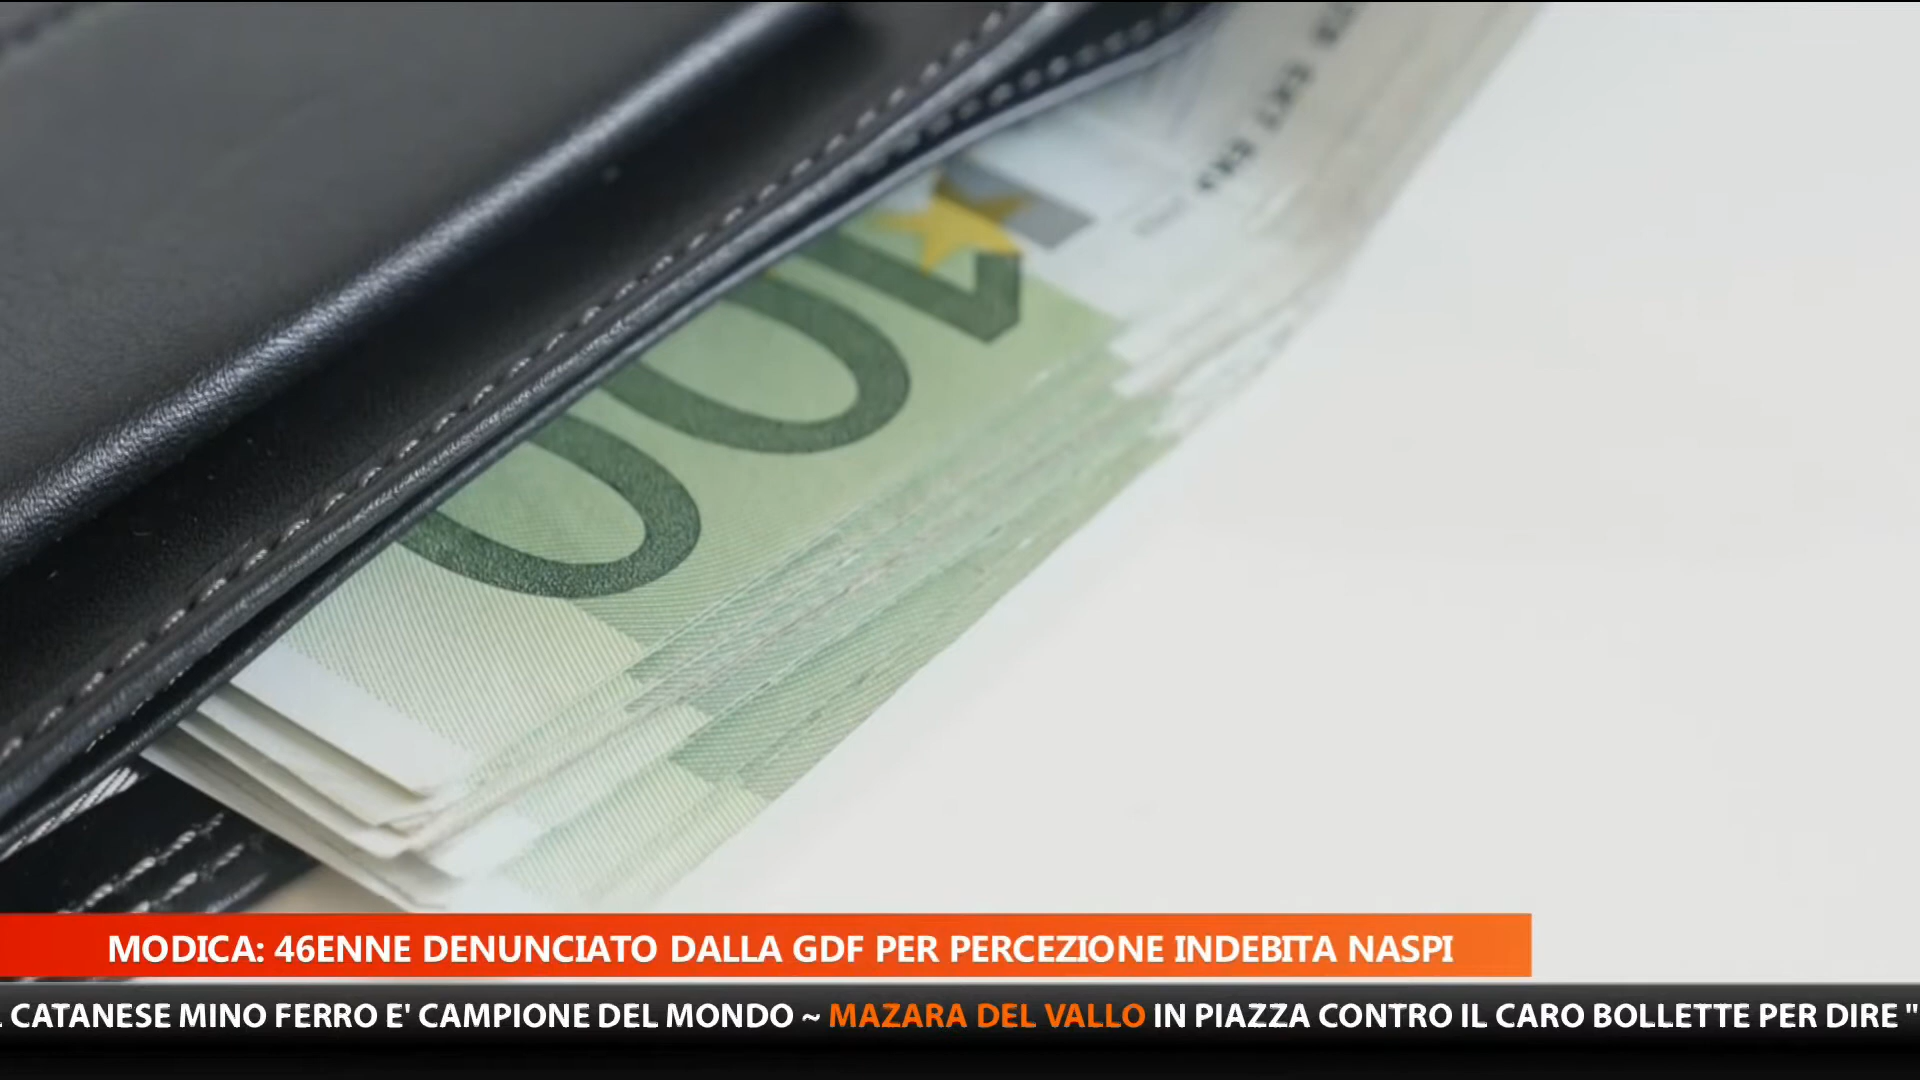 100
MODICA: 46ENNE DENUNCIATO DALLA GDF PER PERCEZIONE INDEBITA NASPI
CATANESE MINO FERRO E' CAMPIONE DEL MONDO ~ MAZARA DEL VALLO IN PIAZZA CONTRO IL CARO BOLLETTE PER DIRE "